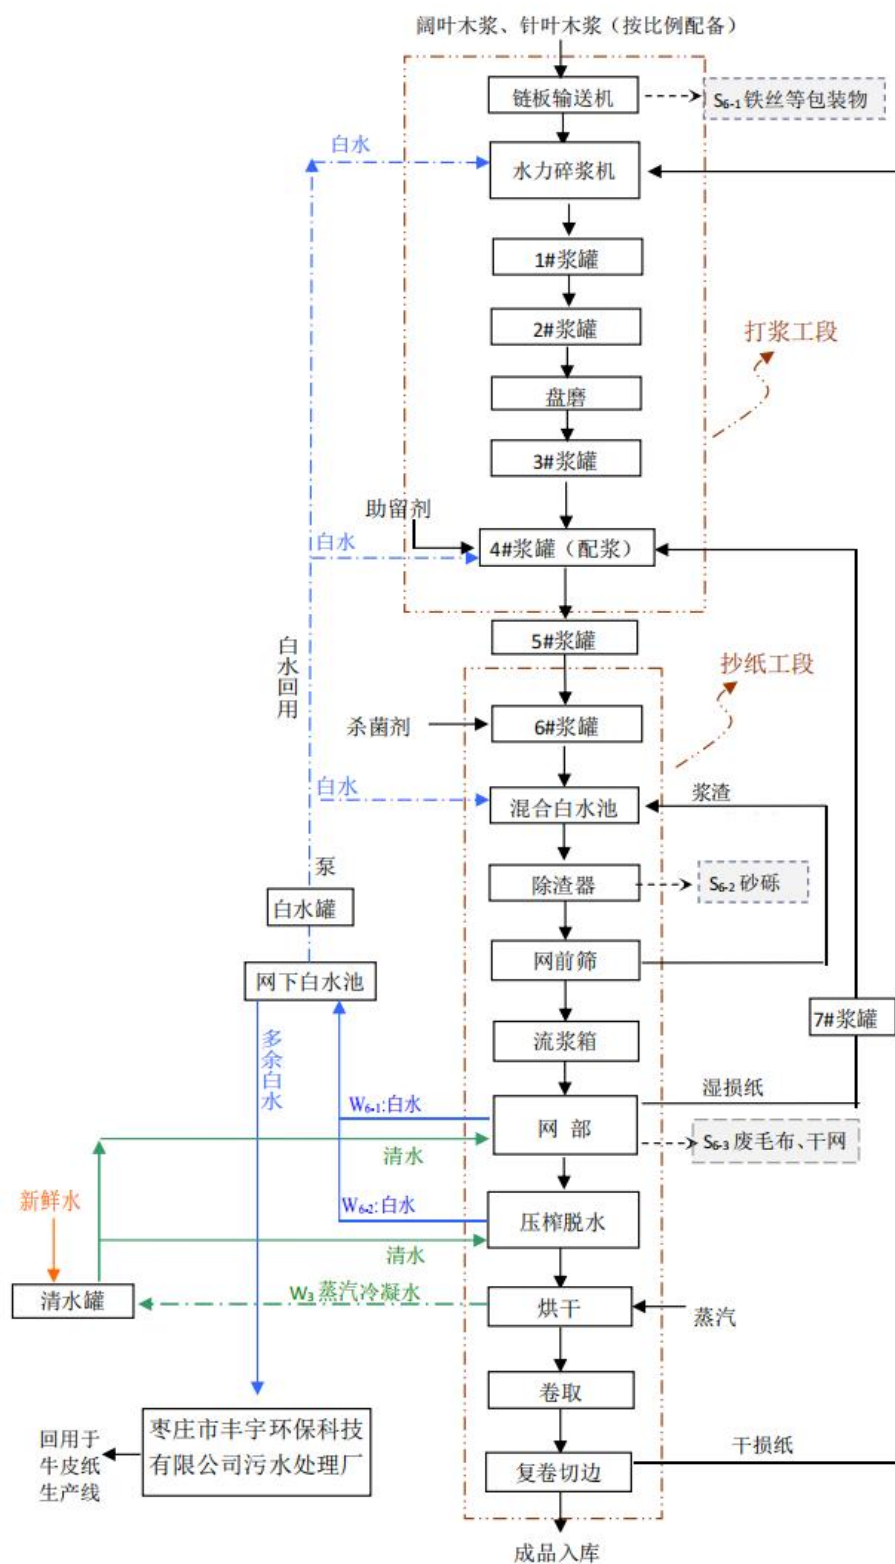 阔叶木浆、针叶木浆（按比例配备）
链板输送机
S6-1铁丝等包装物
白水
水力碎浆机
1#浆罐
2#浆罐
打浆工段
盘磨
3#浆罐
助留剂
白水
4#浆罐（配浆）
5#浆罐
白水回用
抄纸工段
杀菌剂
6#浆罐
白水
浆渣
混合白水池
泵
除渣器
S6-2砂砾
白水罐
网前筛
网下白水池
7#浆罐
流浆箱
多余白水
湿损纸
W6-1:白水
网 部
S6-3废毛布、干网
清水
新鲜水
W6-2:白水
压榨脱水
清水
W3蒸汽冷凝水
清水罐
烘干
蒸汽
卷取
枣庄市丰宇环保科技
有限公司污水处理厂
回用于
牛皮纸
生产线
干损纸
复卷切边
成品入库